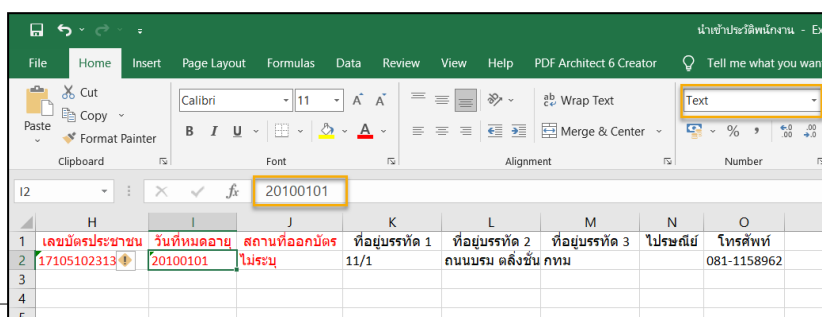 นำเข้าประวัติพนักงาน - Ex
File Home Insert Page Layout Formulas Data Review View Help PDF Architect 6 Creator Tell me what you wan
Cut
Copy
Format Painter
Paste
Calibri 11 A A
B I U A
ab Wrap Text
Merge & Center
Text
% , .0 .00 .00 .0
Clipboard Font Alignment Number
I2 fx 20100101
H I J K L M N O
1 เลขบัตรประชาชน วันที่หมดอายุ สถานที่ออกบัตร ที่อยู่บรรทัด 1 ที่อยู่บรรทัด 2 ที่อยู่บรรทัด 3 ไปรษณีย์ โทรศัพท์
2 17105102313 20100101 ไม่ระบุ 11/1 ถนนบรม ตลิ่งชั่น กทม 081-1158962
3
4
5